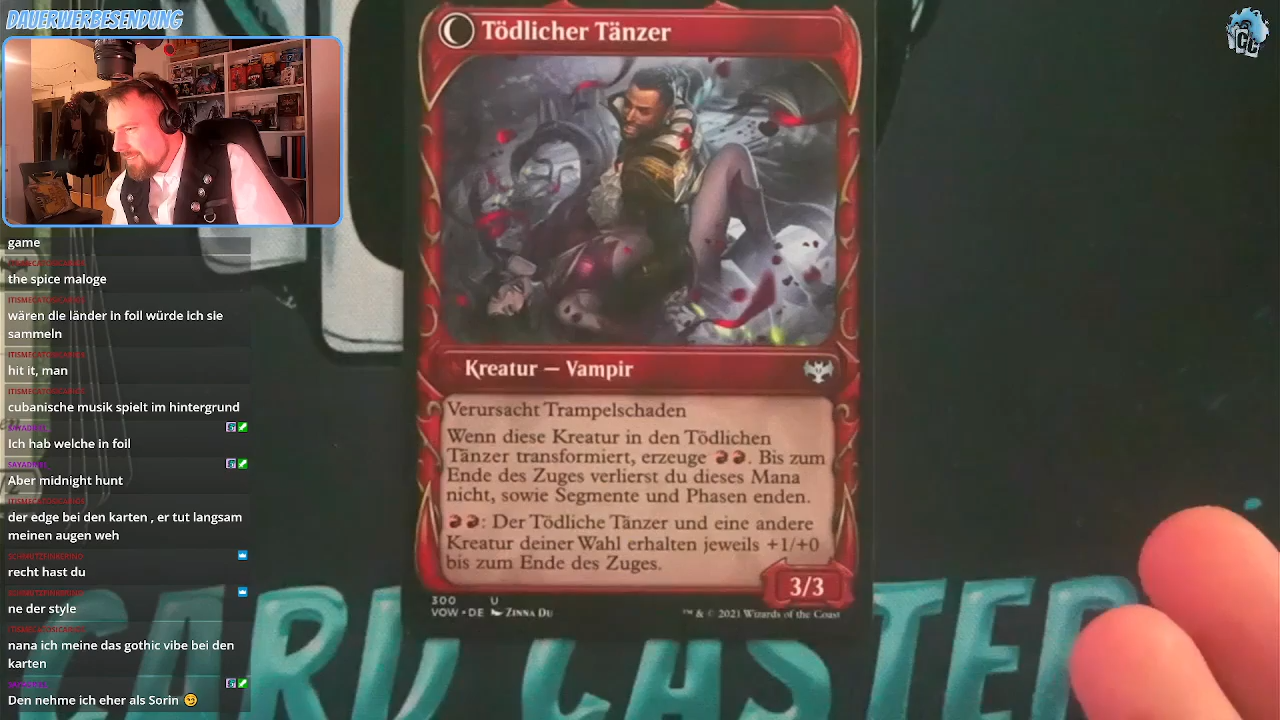 DAUERWERBESENDUNG
CC
game
the spice maloge
ITISMECATOSICARIOS
wären die länder in foil würde ich sie
sammeln
hit it, man
cubanische musik spielt im hintergrund
Ich hab welche in foil
Aber midnight hunt
der edge bei den karten , er tut langsam
meinen augen weh
recht hast du
ne der style
nana ich meine das gothic vibe bei den
karten
Den nehme ich eher als Sorin
Tödlicher Tänzer
Kreatur — Vampir
Verursacht Trampelschaden
Wenn diese Kreatur in den Tödlichen
Tänzer transformiert, erzeuge. Bis zum
Ende des Zuges verlierst du dieses Mana
nicht, sowie Segmente und Phasen enden.
: Der Tödliche Tänzer und eine andere
Kreatur deiner Wahl erhalten jeweils +1/+0
bis zum Ende des Zuges.
3/3
300 U
VOW • DE ZINNA DU
™ & © 2021 Wizards of the Coast
CARD CASTER